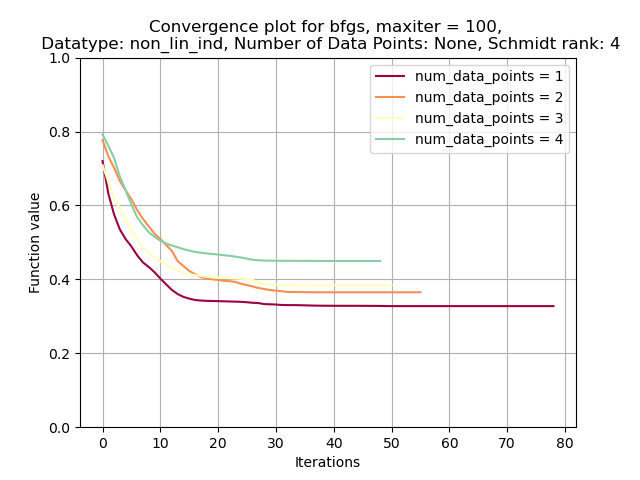 Convergence plot for bfgs, maxiter = 100,
Datatype: non_lin_ind, Number of Data Points: None, Schmidt rank: 4
1.0
0.8
0.6
0.4
0.2
0.0
Function value
num_data_points = 1
num_data_points = 2
num_data_points = 3
num_data_points = 4
0 10 20 30 40 50 60 70 80
Iterations